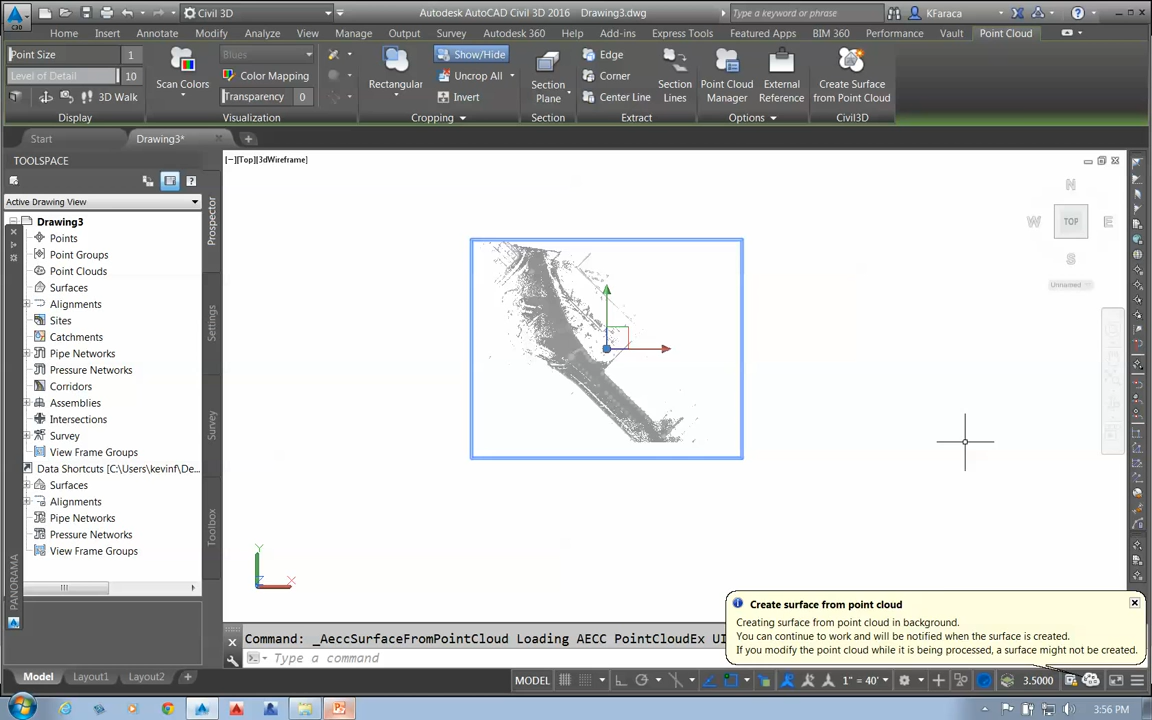 Civil 3D
Autodesk AutoCAD Civil 3D 2016 Drawing3.dwg
Type a keyword or phrase
KFaraca
C3D
Home Insert Annotate Modify Analyze View Manage Output Survey Autodesk 360 Help Add-ins Express Tools Featured Apps BIM 360 Performance Vault Point Cloud
Point Size 1
Level of Detail 10
3D Walk
Display
Scan Colors
Blues
Color Mapping
Transparency 0
Visualization
Rectangular
Show/Hide
Uncrop All
Invert
Cropping
Section
Plane
Section
Edge
Corner
Center Line
Section
Lines
Extract
Point Cloud
Manager
External
Reference
Options
Create Surface
from Point Cloud
Civil3D
Start
Drawing3*
TOOLSPACE
Active Drawing View
Drawing3
Points
Point Groups
Point Clouds
Surfaces
Alignments
Sites
Catchments
Pipe Networks
Pressure Networks
Corridors
Assemblies
Intersections
Survey
View Frame Groups
Data Shortcuts [C:\Users\kevinf\De...
Surfaces
Alignments
Pipe Networks
Pressure Networks
View Frame Groups
Prospector
Settings
Survey
Toolbox
PANORAMA
[−][Top][3dWireframe]
N
W TOP E
S
Unnamed
Y
X
Z
Create surface from point cloud
Creating surface from point cloud in background.
You can continue to work and will be notified when the surface is created.
If you modify the point cloud while it is being processed, a surface might not be created.
Command: _AeccSurfaceFromPointCloud Loading AECC PointCloudEx UI
Type a command
Model Layout1 Layout2 +
MODEL
1" = 40'
3.5000
3:56 PM